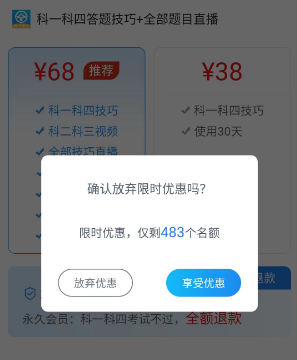 科一科四答题技巧+全部题目直播
¥68 推荐
¥38
科一科四技巧
科一科四技巧
科二科三视频
使用30天
全部技巧直播
确认放弃限时优惠吗？
限时优惠，仅剩483个名额
放弃优惠
享受优惠
退款
永久会员：科一科四考试不过，全额退款